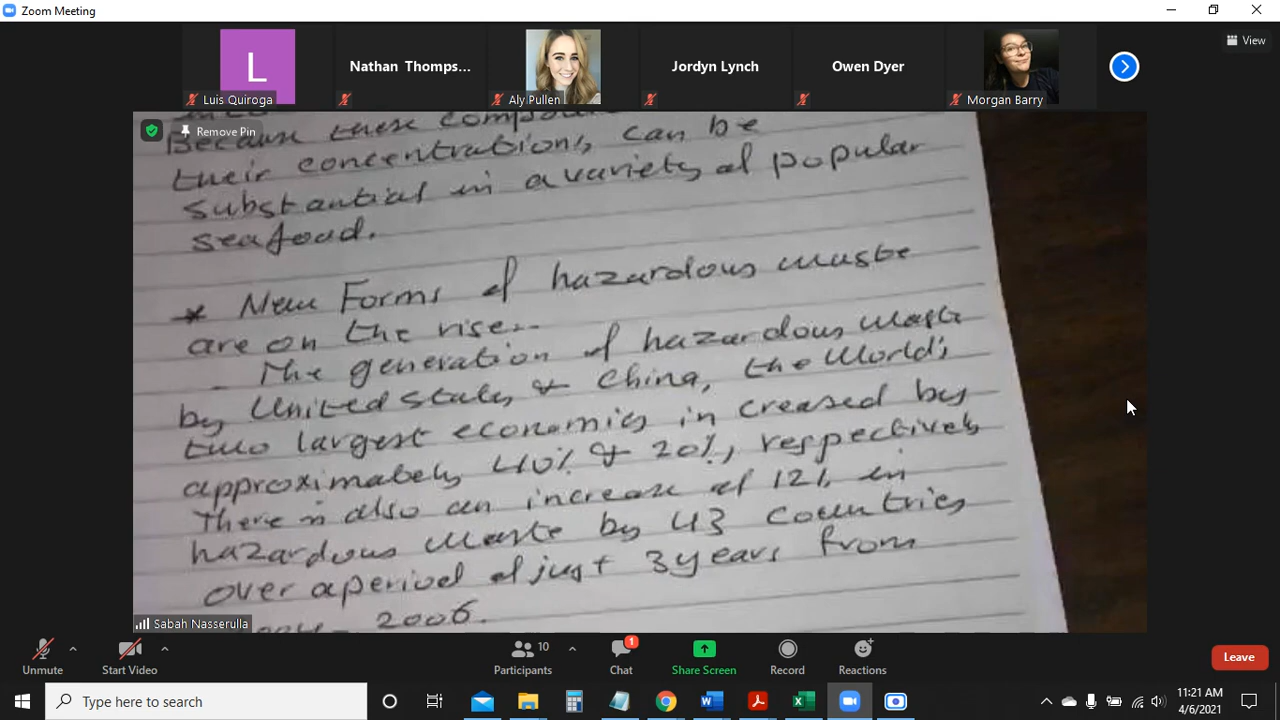 Zoom Meeting
View
L
Luis Quiroga
Nathan Thomps...
Aly Pullen
Jordyn Lynch
Owen Dyer
Morgan Barry
Remove Pin
Because these
their concentrations, can be
substantial in a variety of popular
seafood.
* New Forms of hazardous waste
are on the rise...
- The generation of hazardous waste
by United States & China, the World's
two largest economies increased by
approximately 40% & 20%, respectively
There is also an increase of 12% in
hazardous waste by 43 countries
over a period of just 3 years from
2006.
Sabah Nasserulla
Unmute
Start Video
10
Participants
1
Chat
Share Screen
Record
Reactions
Leave
Type here to search
11:21 AM
4/6/2021